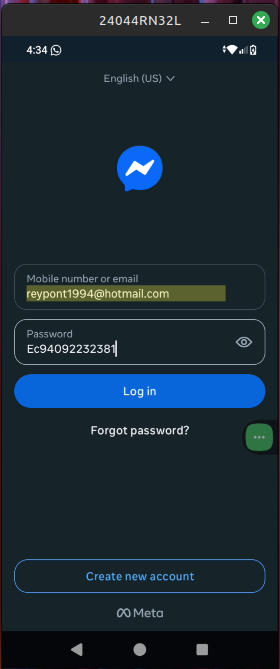 24044RN32L
4:34
English (US)
Mobile number or email
reypont1994@hotmail.com
Password
Ec94092232381
Log in
Forgot password?
Create new account
Meta